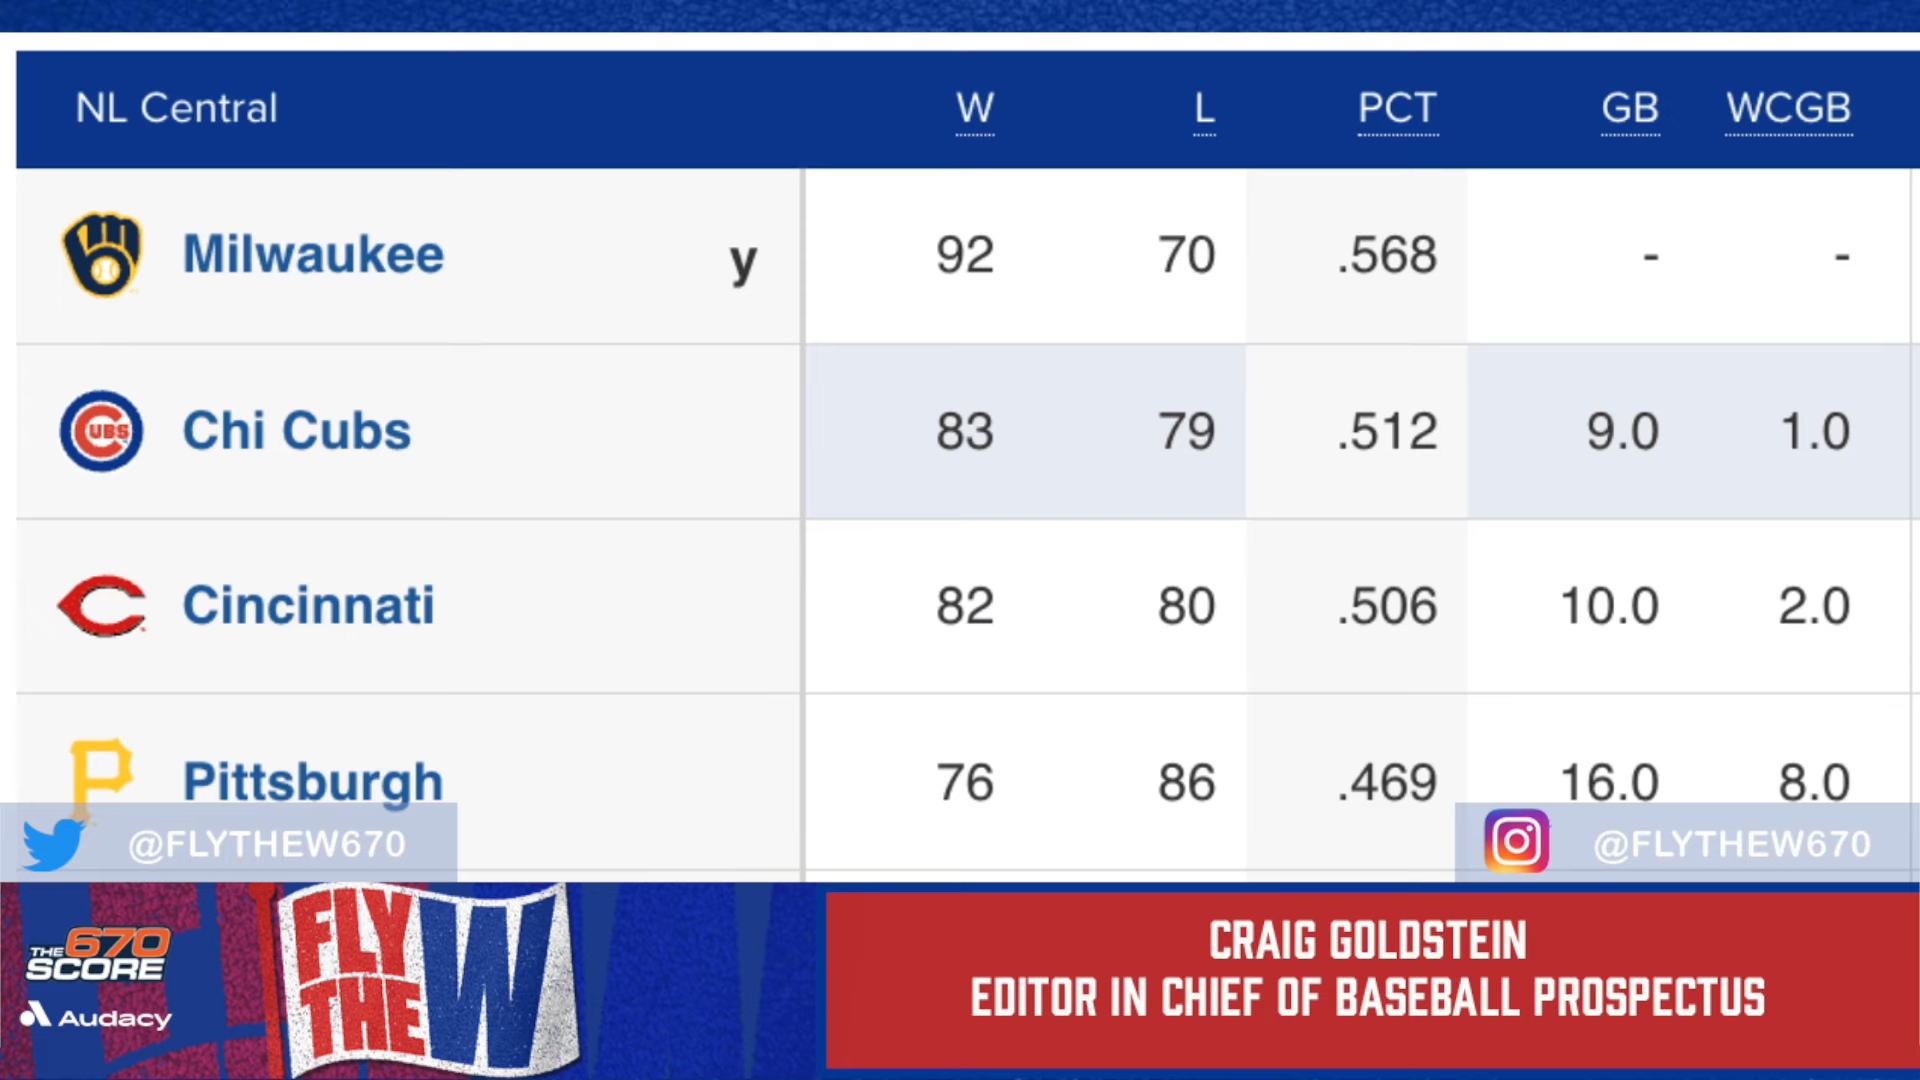 NL Central W L PCT GB WCGB
Milwaukee y 92 70 .568 - -
CUBS Chi Cubs 83 79 .512 9.0 1.0
Cincinnati 82 80 .506 10.0 2.0
P Pittsburgh 76 86 .469 16.0 8.0
@FLYTHEW670 @FLYTHEW670
THE 670 SCORE
Audacy
FLY THE W
CRAIG GOLDSTEIN
EDITOR IN CHIEF OF BASEBALL PROSPECTUS